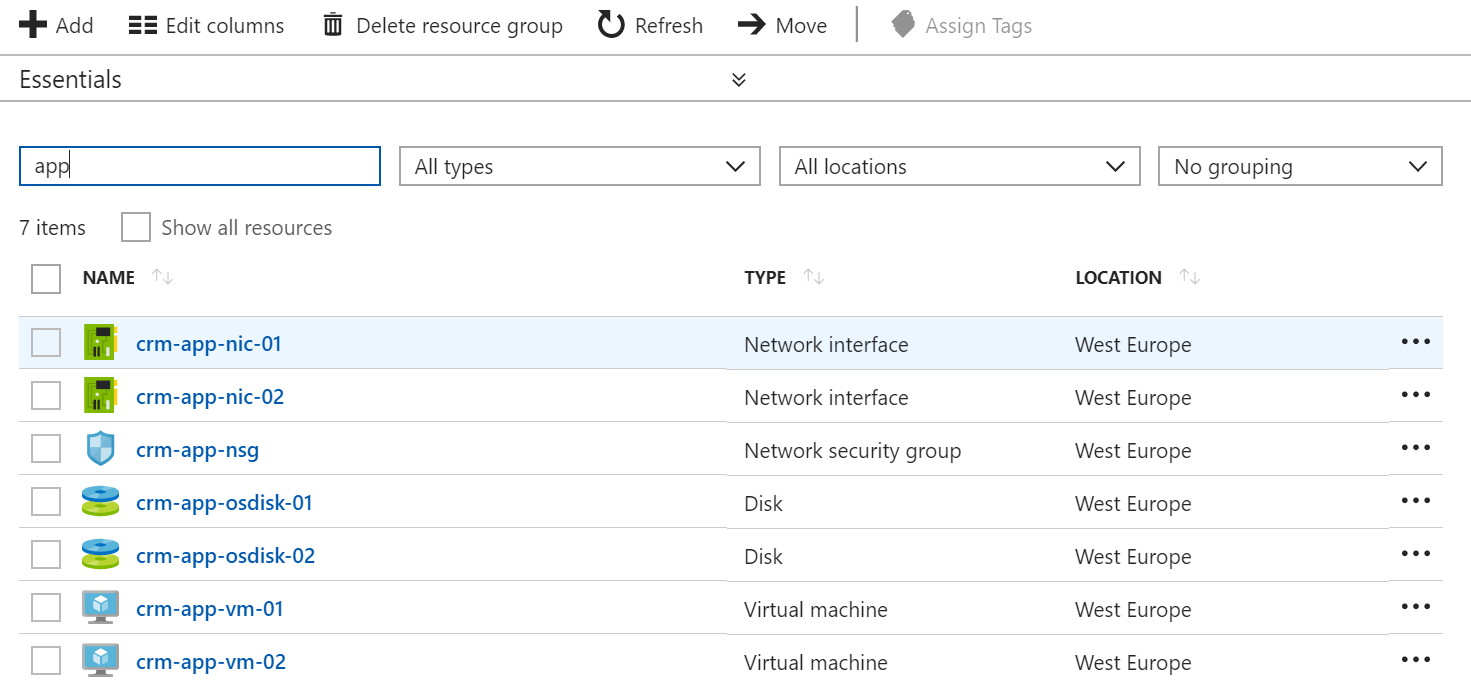 Add Edit columns Delete resource group Refresh Move Assign Tags
Essentials
app All types All locations No grouping
7 items Show all resources
NAME TYPE LOCATION
crm-app-nic-01 Network interface West Europe
crm-app-nic-02 Network interface West Europe
crm-app-nsg Network security group West Europe
crm-app-osdisk-01 Disk West Europe
crm-app-osdisk-02 Disk West Europe
crm-app-vm-01 Virtual machine West Europe
crm-app-vm-02 Virtual machine West Europe